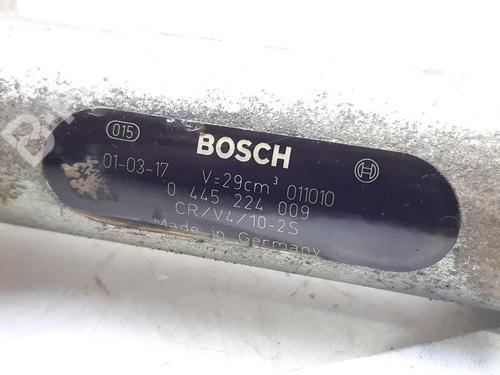 015
BOSCH
01-03-17 V=29cm³ 011010
0 445 224 009
CR/V4/10-2S
Made in Germany